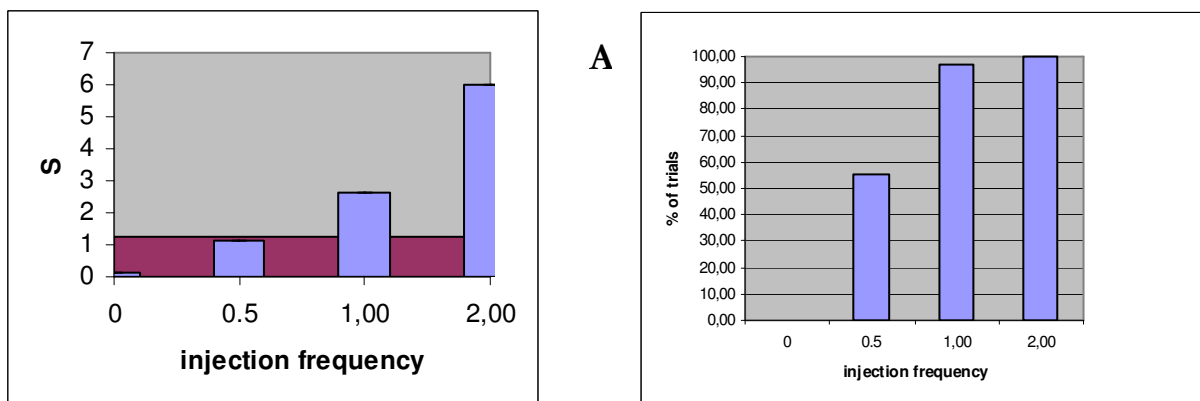 7
6
5
4
3
2
1
0
S
0 0.5 1,00 2,00
injection frequency
A
100,00
90,00
80,00
70,00
60,00
50,00
40,00
30,00
20,00
10,00
0,00
% of trials
0 0.5 1,00 2,00
injection frequency